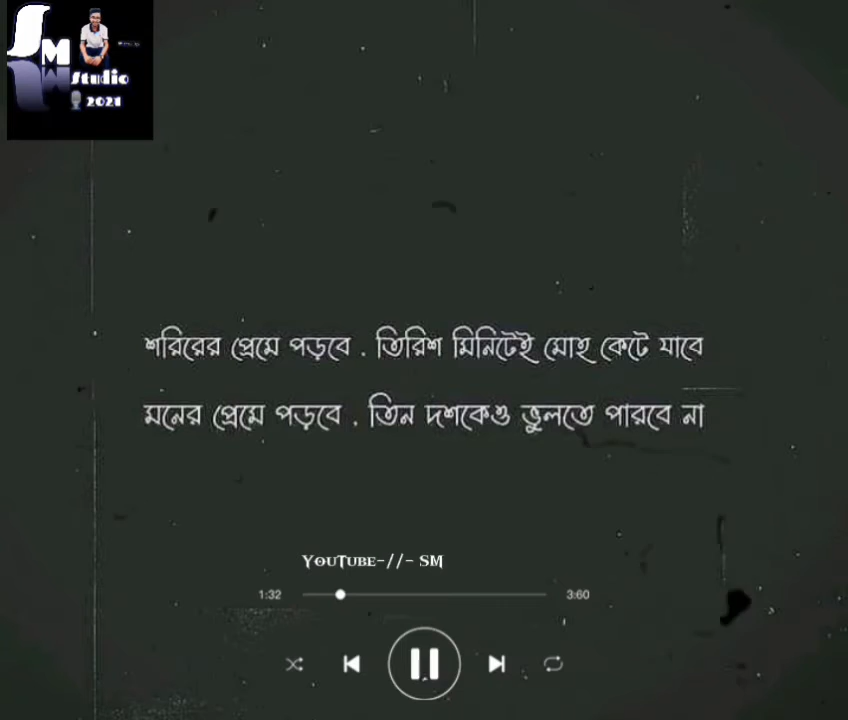 SM
Studio
2021
শরিরের প্রেমে পড়বে . তিরিশ মিনিটেই মোহ কেটে যাবে
মনের প্রেমে পড়বে . তিন দশকেও ভুলতে পারবে না
YouTube-//- SM
1:32
3:60